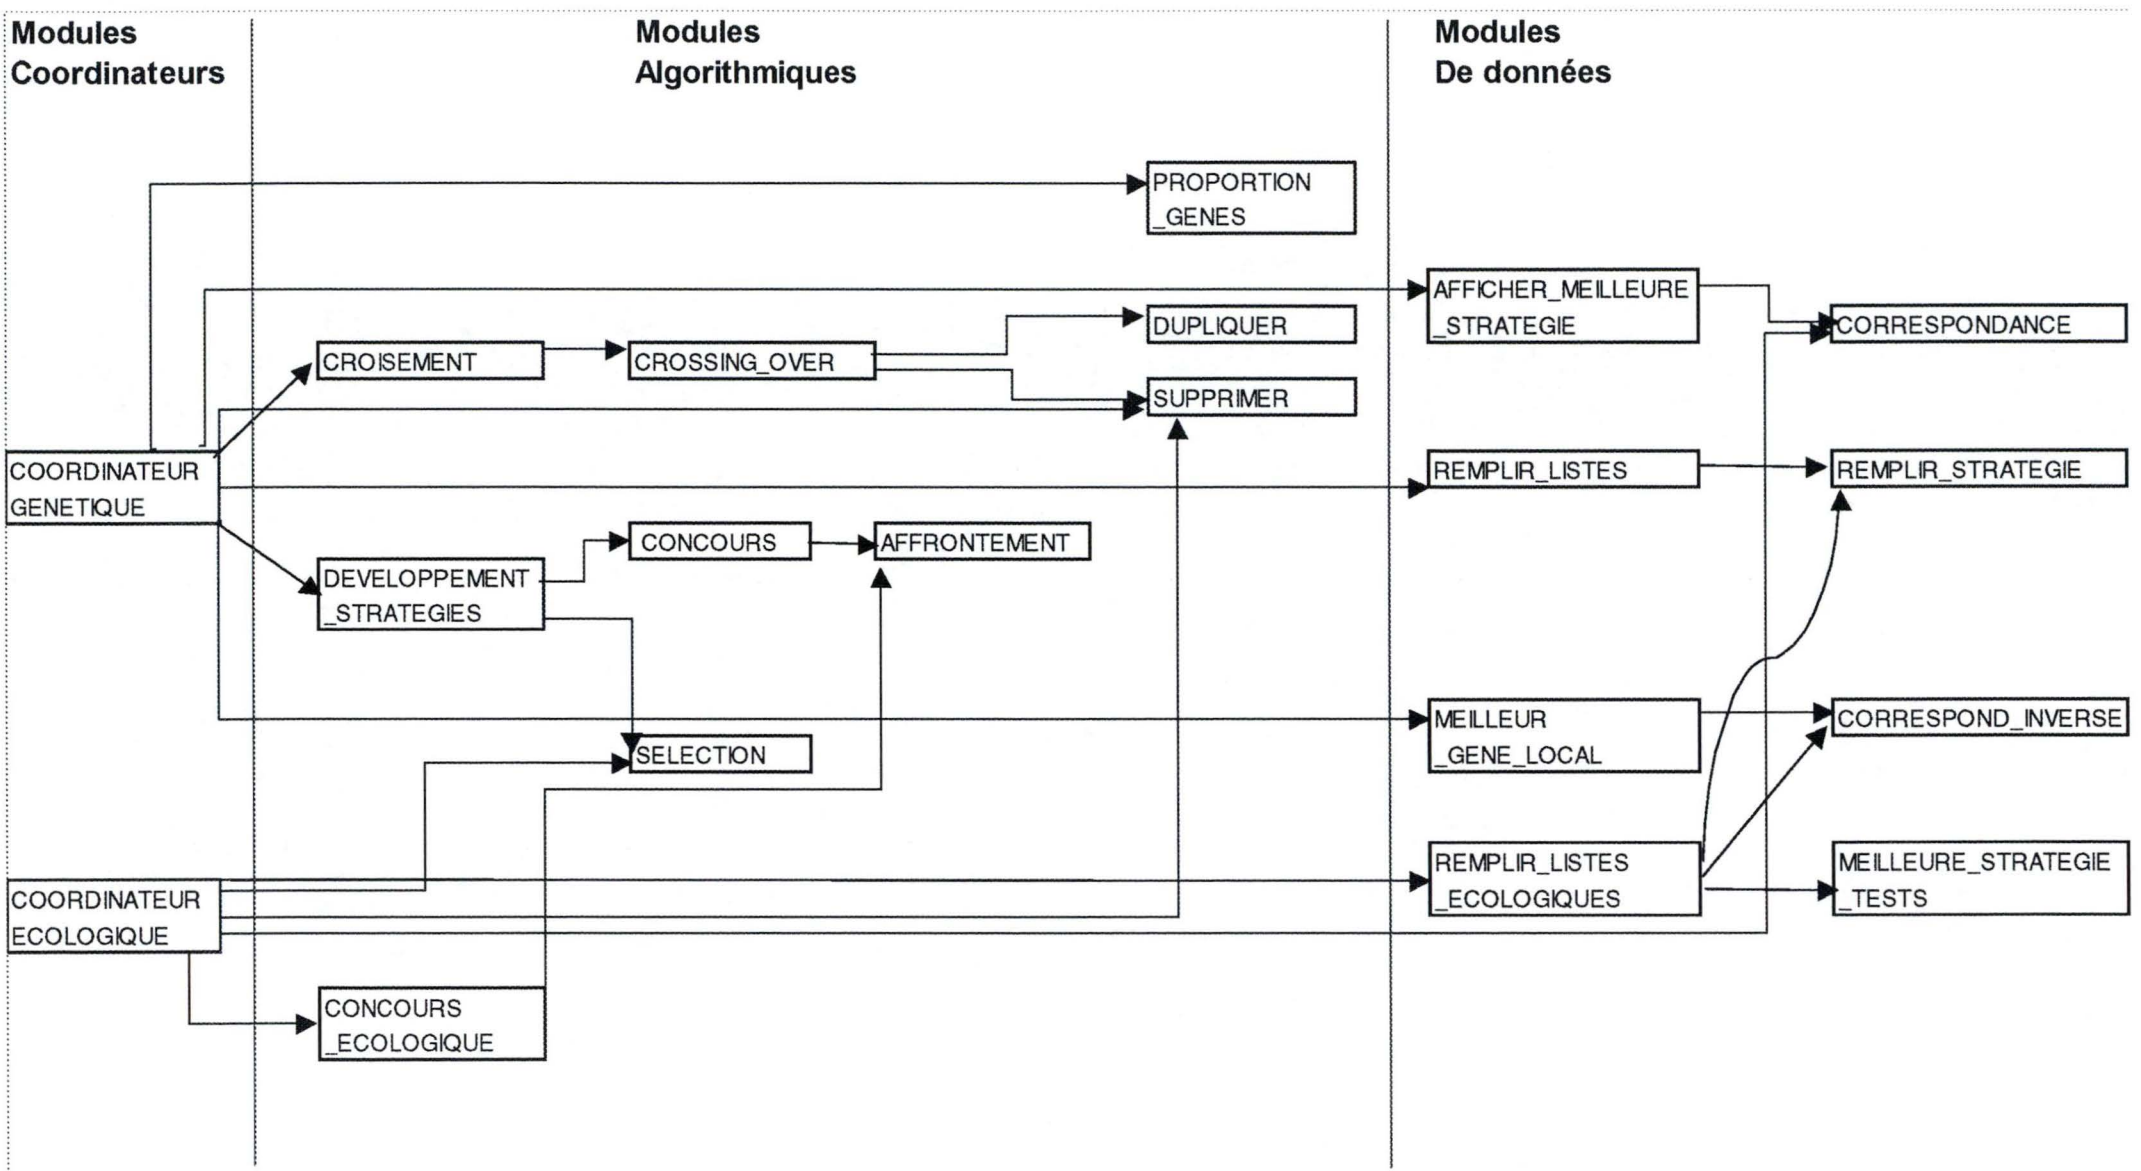 Modules
Coordinateurs
Modules
Algorithmiques
Modules
De données
PROPORTION
_GENES
AFFICHER_MEILLEURE
_STRATEGIE
DUPLIQUER
CORRESPONDANCE
CROISEMENT
CROSSING_OVER
SUPPRIMER
COORDINATEUR
GENETIQUE
REMPLIR_LISTES
REMPLIR_STRATEGIE
CONCOURS
AFFRONTEMENT
DEVELOPPEMENT
_STRATEGIES
MEILLEUR
_GENE_LOCAL
CORRESPOND_INVERSE
SELECTION
COORDINATEUR
ECOLOGIQUE
REMPLIR_LISTES
_ECOLOGIQUES
MEILLEURE_STRATEGIE
_TESTS
CONCOURS
_ECOLOGIQUE